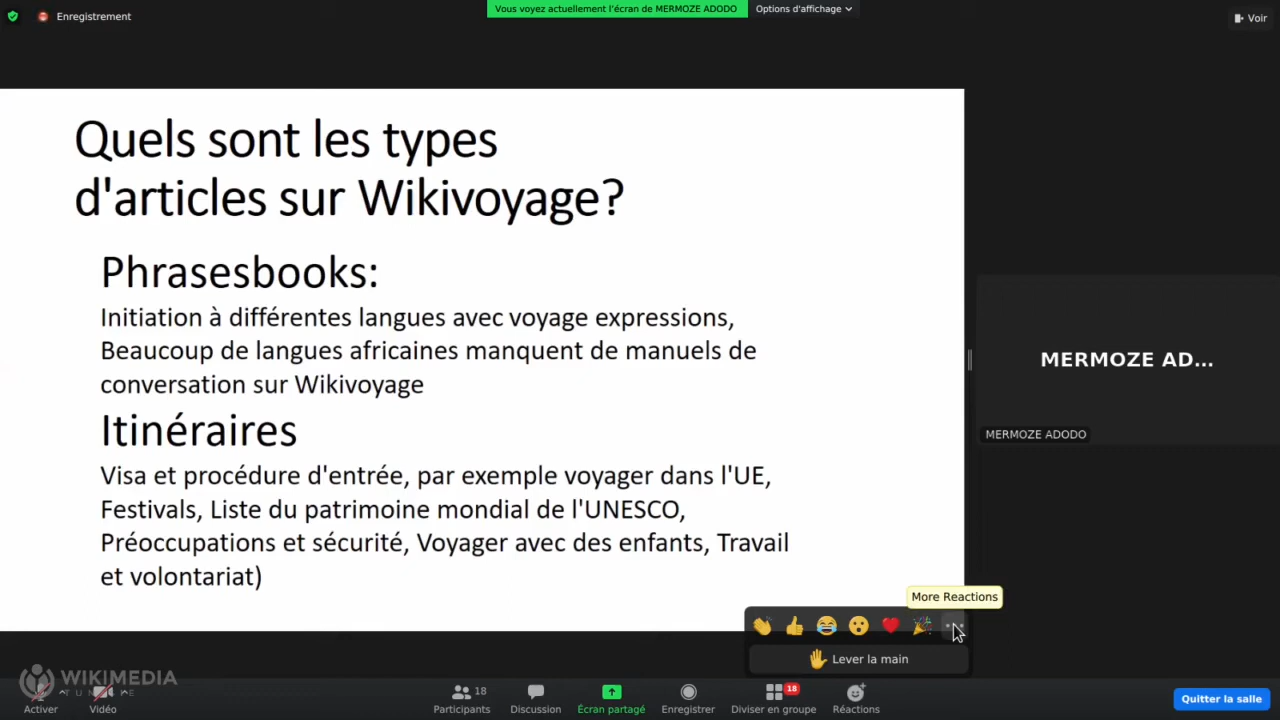 Enregistrement
Vous voyez actuellement l'écran de MERMOZE ADODO
Options d'affichage
Voir
Quels sont les types
d'articles sur Wikivoyage?
Phrasesbooks:
Initiation à différentes langues avec voyage expressions,
Beaucoup de langues africaines manquent de manuels de
conversation sur Wikivoyage
Itinéraires
Visa et procédure d'entrée, par exemple voyager dans l'UE,
Festivals, Liste du patrimoine mondial de l'UNESCO,
Préoccupations et sécurité, Voyager avec des enfants, Travail
et volontariat)
MERMOZE AD...
MERMOZE ADODO
More Reactions
Lever la main
WIKIMEDIA
Activer
Vidéo
18
Participants
Discussion
Écran partagé
Enregistrer
18
Diviser en groupe
Réactions
Quitter la salle